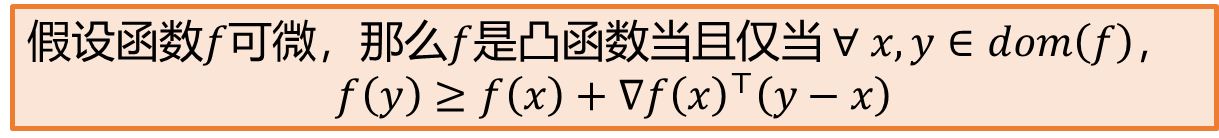 假设函数𝑓可微，那么𝑓是凸函数当且仅当 ∀ 𝑥, 𝑦 ∈ 𝑑𝑜𝑚(𝑓) ,
𝑓(𝑦) ≥ 𝑓(𝑥) + ∇𝑓(𝑥)⊤(𝑦 − 𝑥)